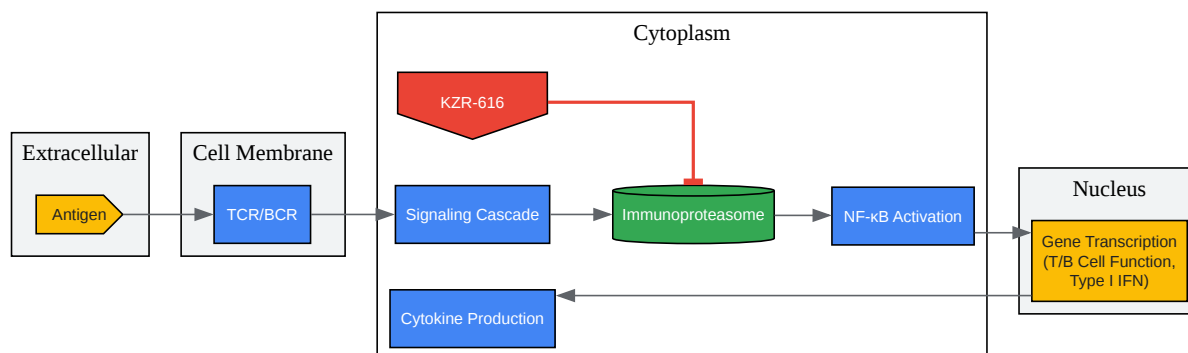 Cytoplasm
KZR-616
Extracellular
Cell Membrane
Nucleus
Antigen
TCR/BCR
Signaling Cascade
Immunoproteasome
NF-κB Activation
Gene Transcription
(T/B Cell Function,
Type I IFN)
Cytokine Production